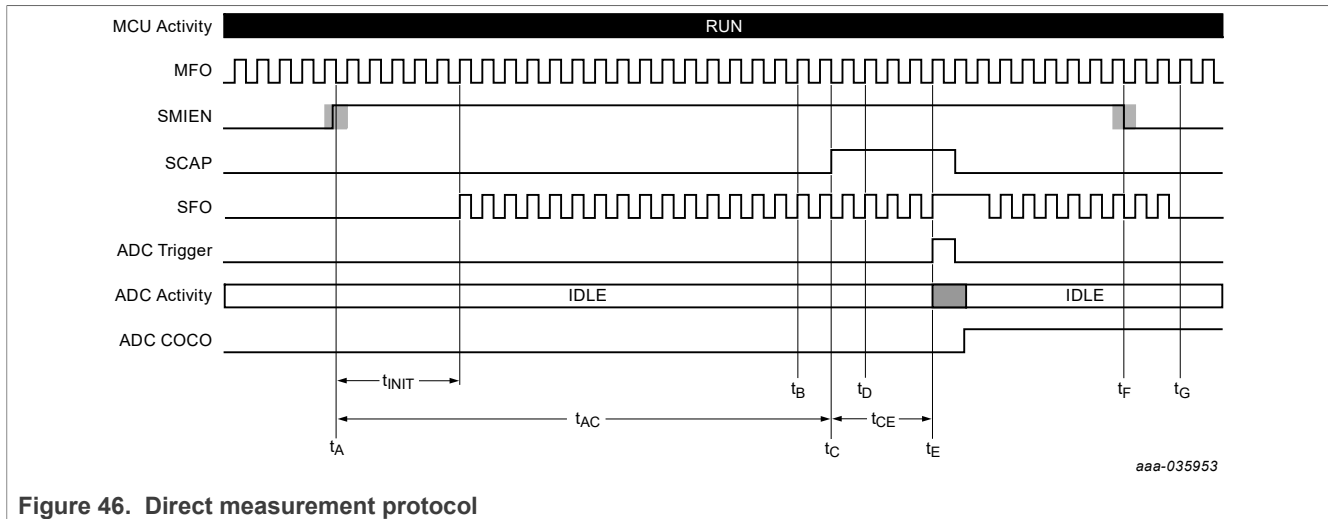 MCU Activity RUN
MFO
SMIEN
SCAP
SFO
ADC Trigger
ADC Activity IDLE IDLE
ADC COCO
tINIT tB tD tF tG
tAC tCE
tA tC tE
aaa-035953
Figure 46. Direct measurement protocol